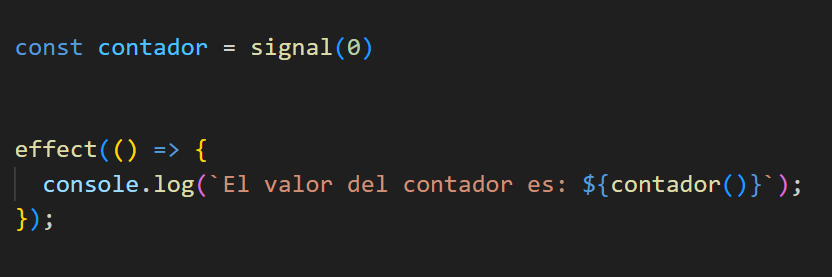 const contador = signal(0)
effect(() => {
  console.log(`El valor del contador es: ${contador()}`);
});